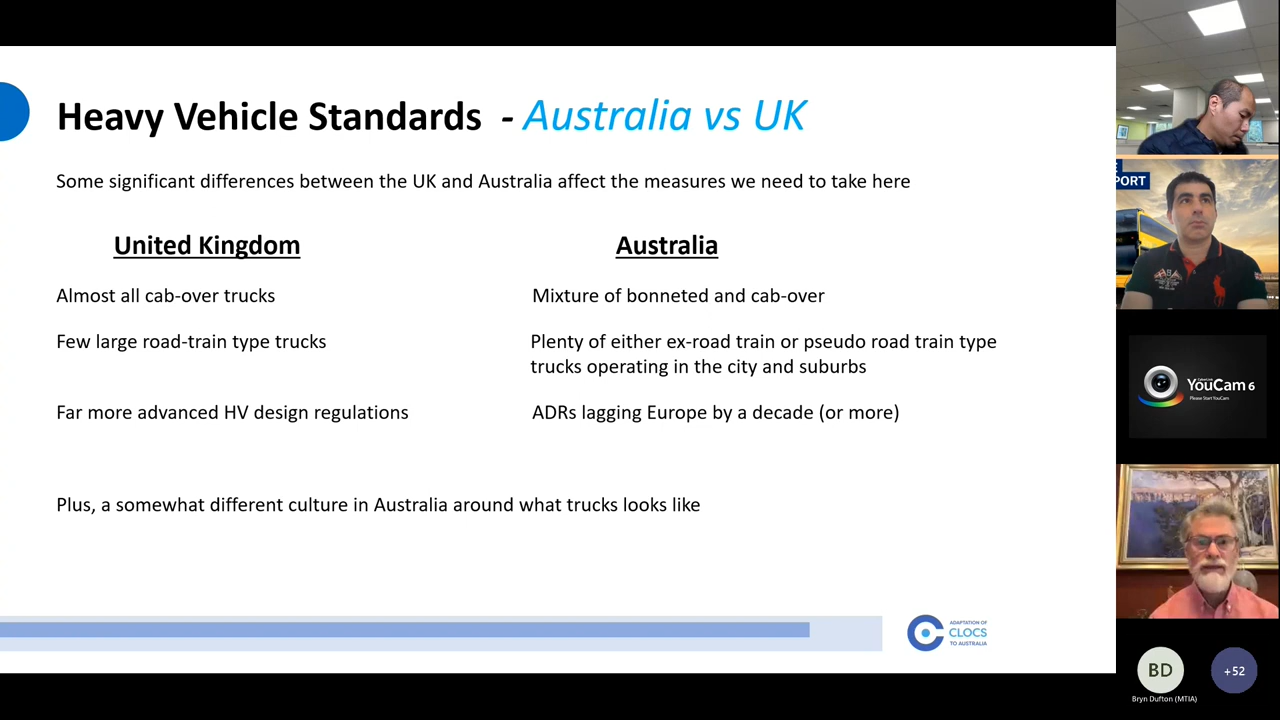 Heavy Vehicle Standards - Australia vs UK
Some significant differences between the UK and Australia affect the measures we need to take here
United Kingdom
Australia
Almost all cab-over trucks
Mixture of bonneted and cab-over
Few large road-train type trucks
Plenty of either ex-road train or pseudo road train type
trucks operating in the city and suburbs
Far more advanced HV design regulations
ADRs lagging Europe by a decade (or more)
Plus, a somewhat different culture in Australia around what trucks looks like
ADAPTATION OF
CLOCS
TO AUSTRALIA
PORT
YouCam 6
Please Start YouCam
BD
+52
Bryn Dufton (MTIA)